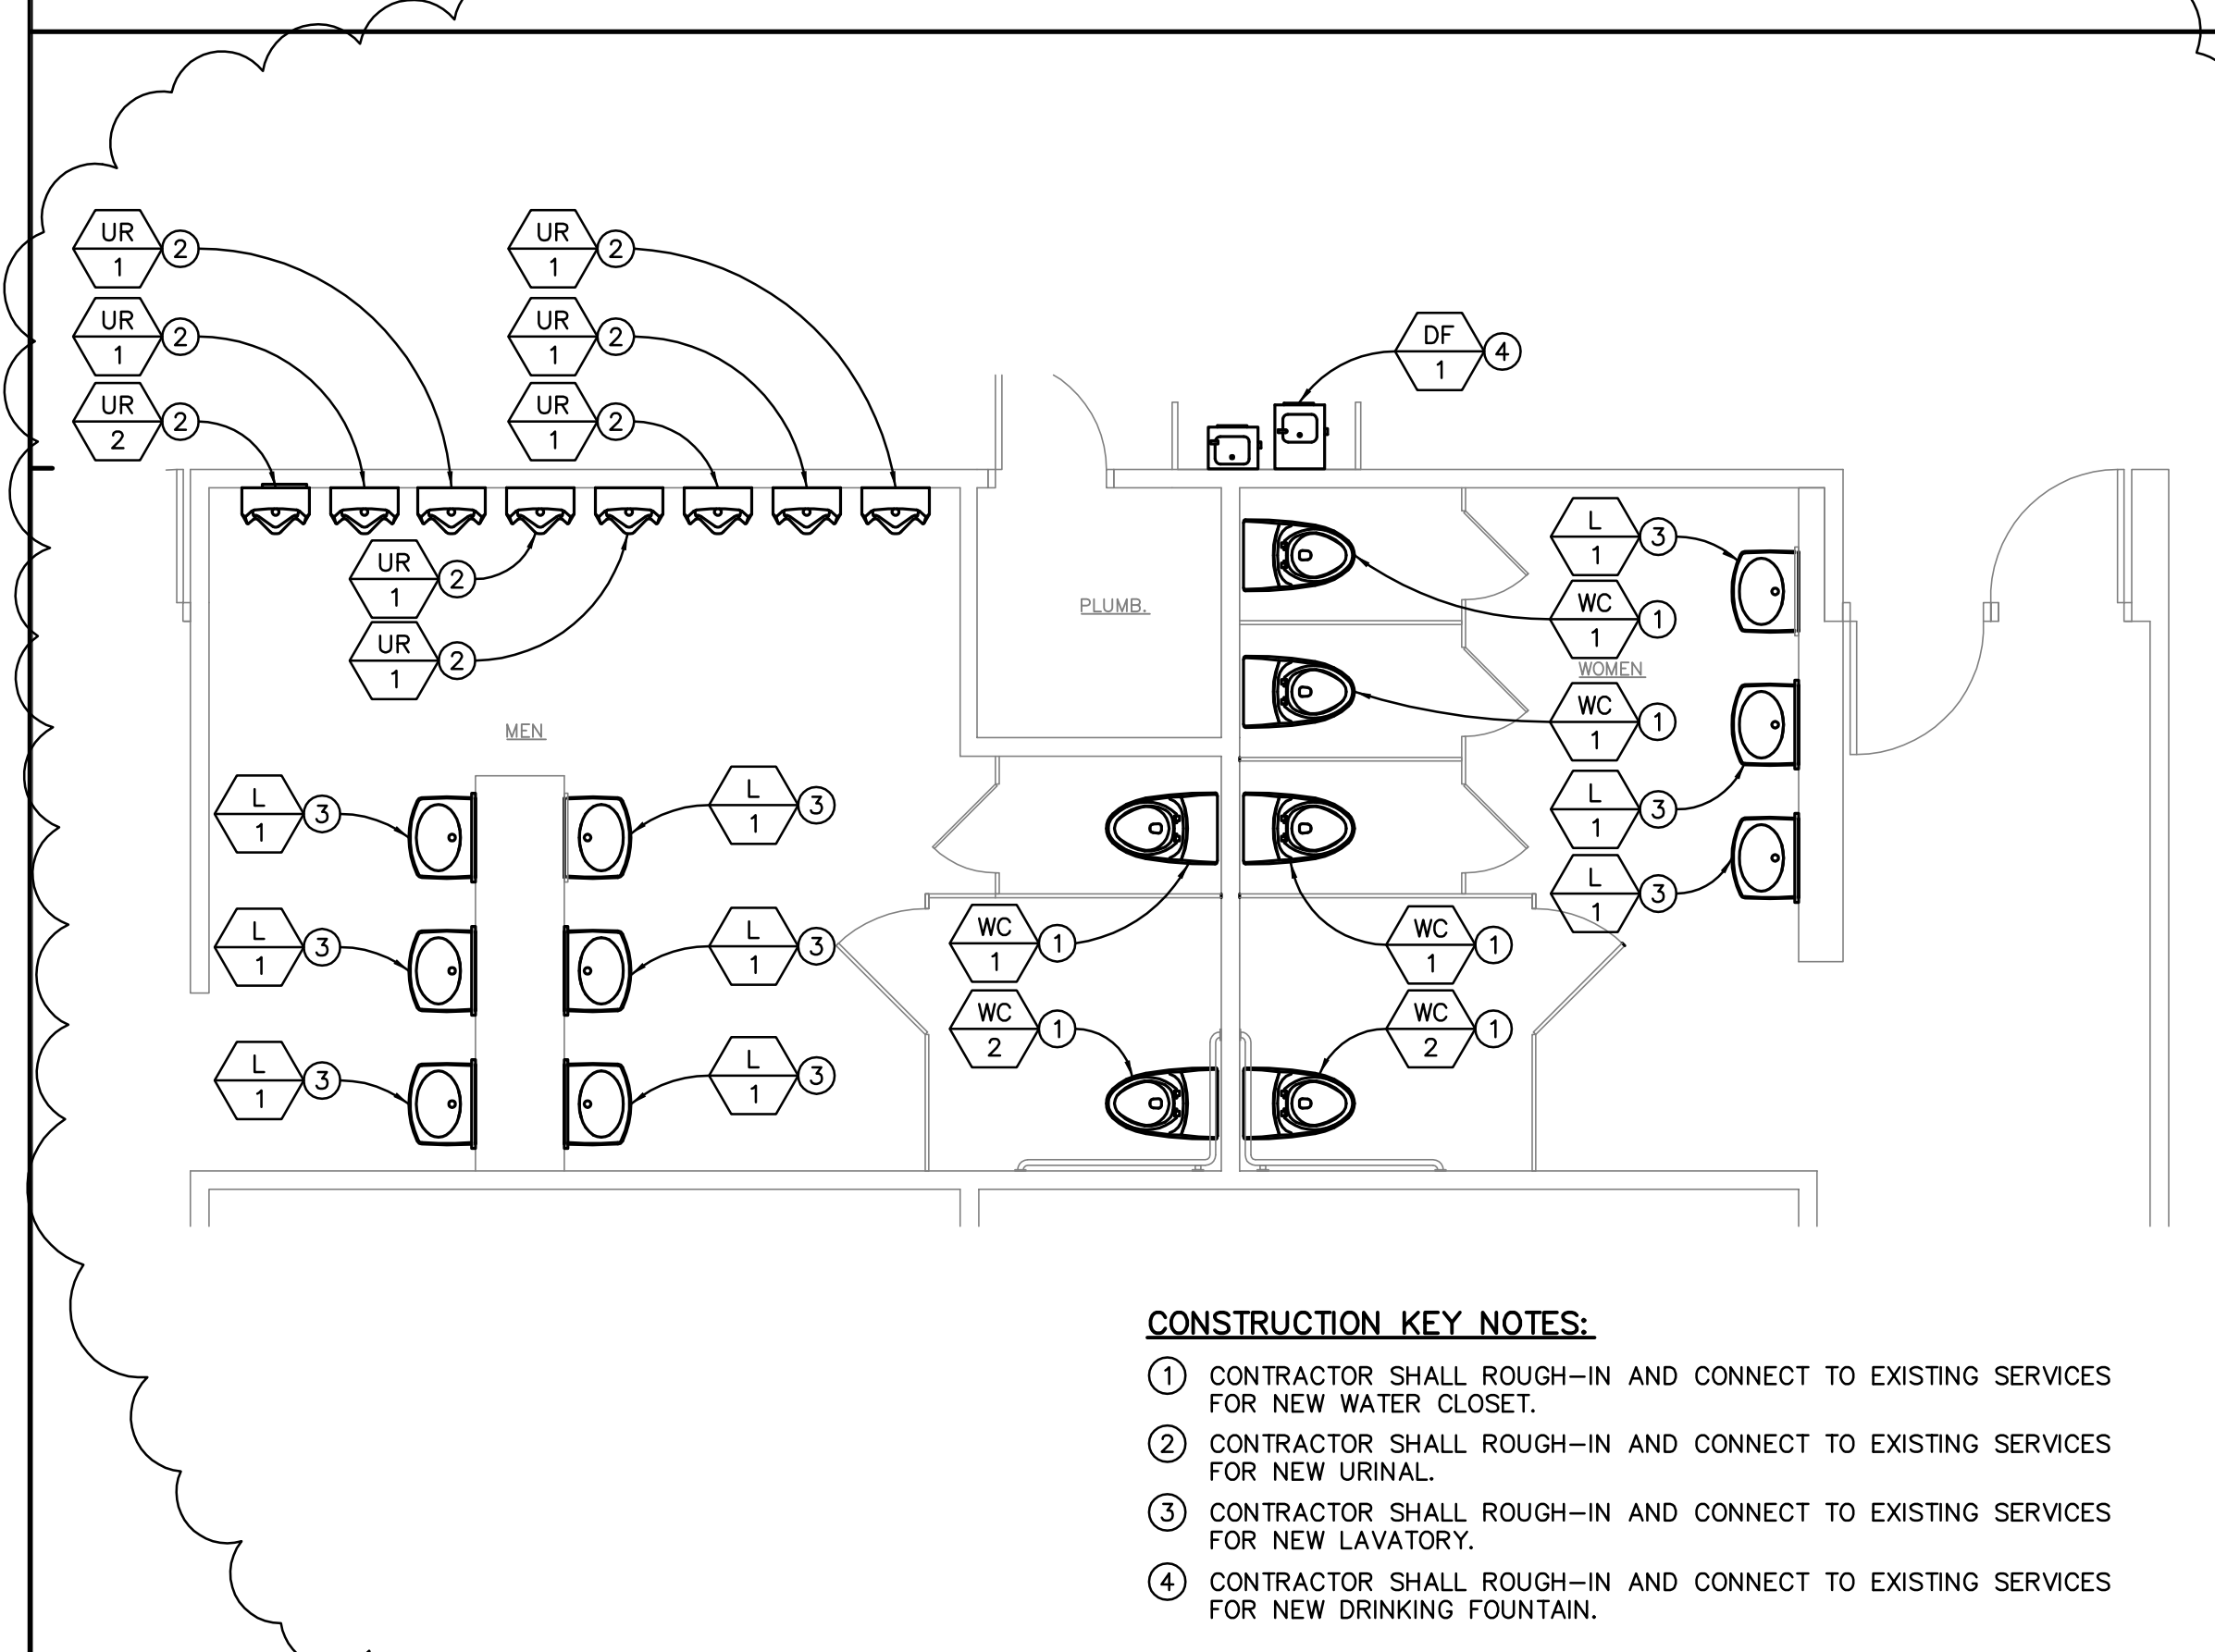 UR 2 UR 2
1 1
UR 2 UR 2
1 1
DF 4
1
UR 2 UR 2
2 1
L 3
1
UR 2
1
WC 1
1
PLUMB.
UR 2
1
WOMEN
WC 1
1
MEN
L 3 L 3 L 3
1 1 1
L 3
1
L 3 L 3 WC 1 WC 1
1 1 1 1
WC 1 WC 1
2 2
L 3 L 3
1 1
CONSTRUCTION KEY NOTES:
1 CONTRACTOR SHALL ROUGH-IN AND CONNECT TO EXISTING SERVICES
FOR NEW WATER CLOSET.
2 CONTRACTOR SHALL ROUGH-IN AND CONNECT TO EXISTING SERVICES
FOR NEW URINAL.
3 CONTRACTOR SHALL ROUGH-IN AND CONNECT TO EXISTING SERVICES
FOR NEW LAVATORY.
4 CONTRACTOR SHALL ROUGH-IN AND CONNECT TO EXISTING SERVICES
FOR NEW DRINKING FOUNTAIN.